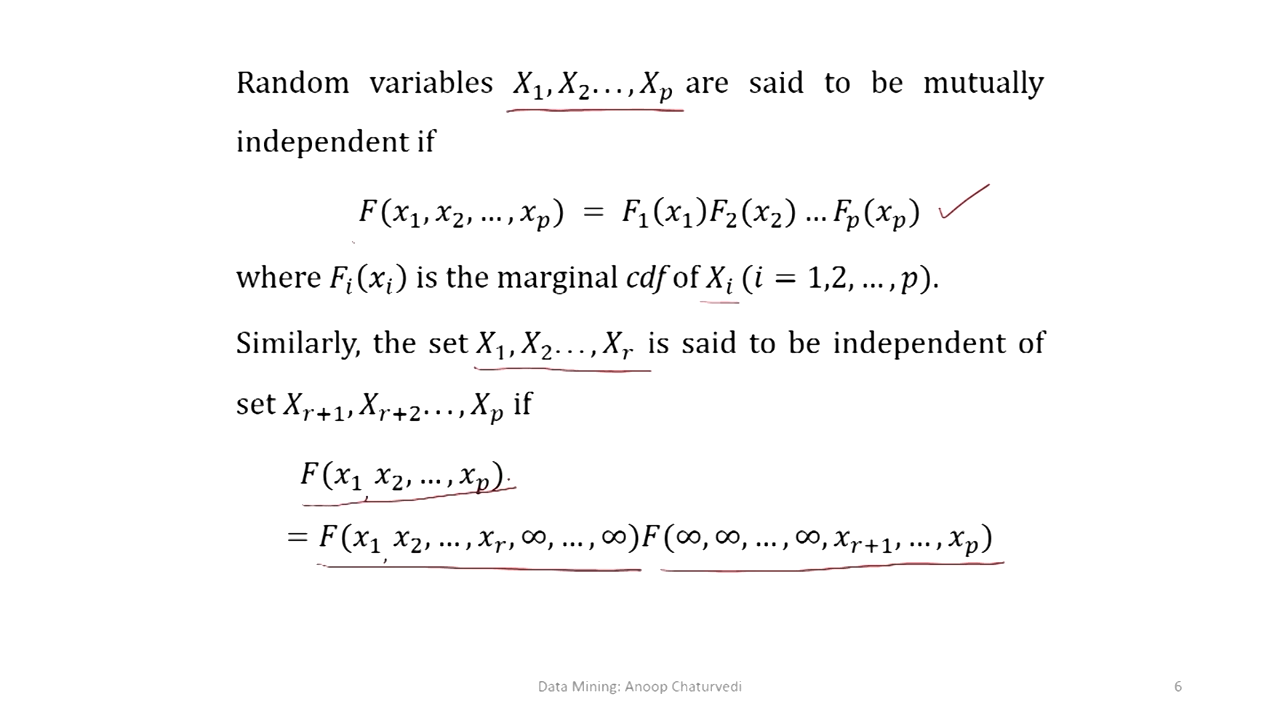 Random variables X₁, X₂…, Xₚ are said to be mutually
independent if
F(x₁, x₂, …, xₚ) = F₁(x₁)F₂(x₂) … Fₚ(xₚ)
where Fᵢ(xᵢ) is the marginal cdf of Xᵢ (i = 1,2, …, p).
Similarly, the set X₁, X₂…, Xᵣ is said to be independent of
set Xᵣ₊₁, Xᵣ₊₂…, Xₚ if
F(x₁, x₂, …, xₚ).
= F(x₁, x₂, …, xᵣ, ∞, …, ∞)F(∞, ∞, …, ∞, xᵣ₊₁, …, xₚ)
Data Mining: Anoop Chaturvedi
6